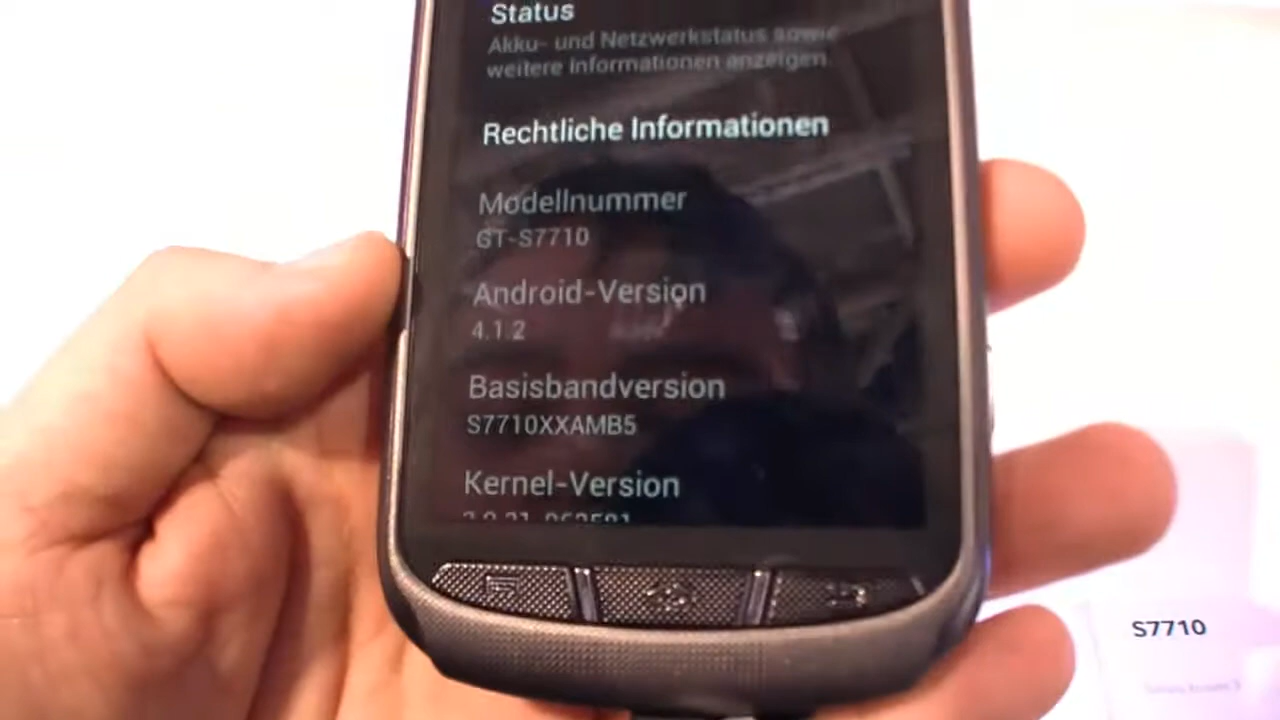 Status
Akku- und Netzwerkstatus sowie
weitere Informationen anzeigen.
Rechtliche Informationen
Modellnummer
GT-S7710
Android-Version
4.1.2
Basisbandversion
S7710XXAMB5
Kernel-Version
S7710